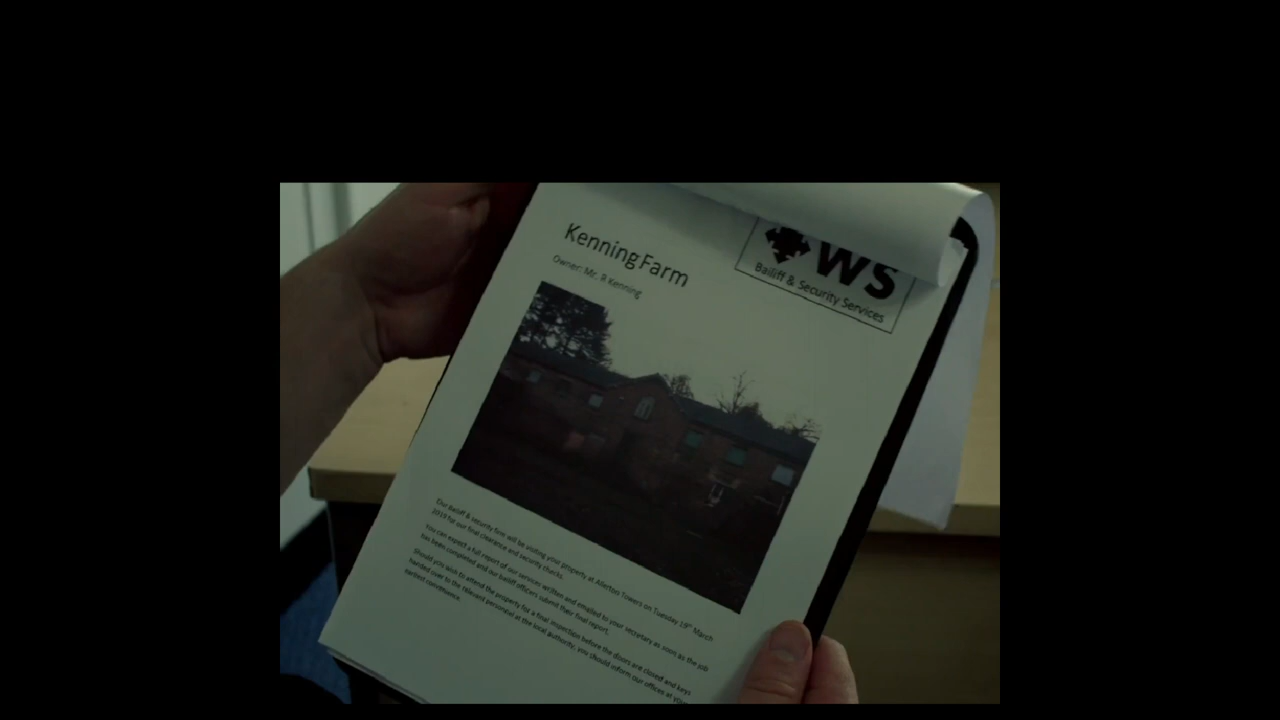 Kenning Farm
Owner: Mr. B Kenning
WS
Bailiff & Security Services
Our Bailiff & security firm will be visiting your property at Allerton Towers on Tuesday 19th March
2019 for our final clearance and security checks.
You can expect a full report of our services written and emailed to your secretary as soon as the job
has been completed and our bailiff officers submit their final report.
Should you wish to attend the property for a final inspection before the doors are closed and keys
handed over to the relevant personnel at the local authority, you should inform our offices at your
earliest convenience.